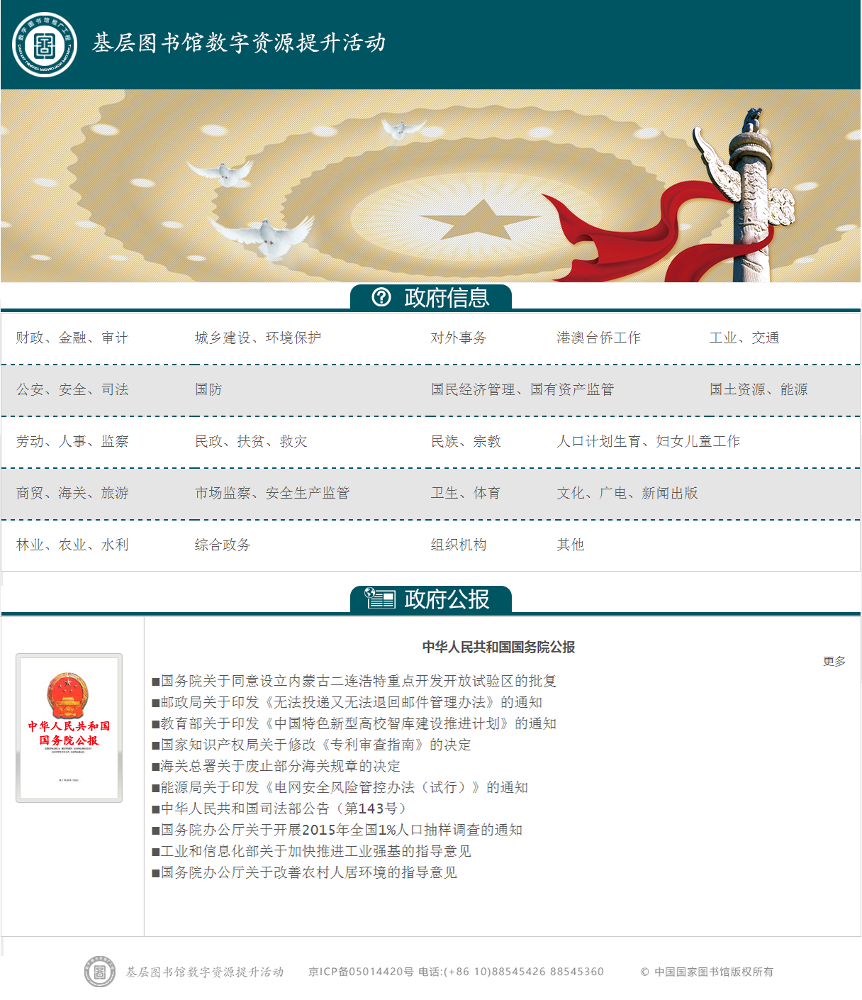 数字图书馆推广工程
基层图书馆数字资源提升活动
政府信息
财政、金融、审计 城乡建设、环境保护 对外事务 港澳台侨工作 工业、交通
公安、安全、司法 国防 国民经济管理、国有资产监管 国土资源、能源
劳动、人事、监察 民政、扶贫、救灾 民族、宗教 人口计划生育、妇女儿童工作
商贸、海关、旅游 市场监察、安全生产监管 卫生、体育 文化、广电、新闻出版
林业、农业、水利 综合政务 组织机构 其他
政府公报
中华人民共和国国务院公报
更多
中华人民共和国
国务院公报
■国务院关于同意设立内蒙古二连浩特重点开发开放试验区的批复
■邮政局关于印发《无法投递又无法退回邮件管理办法》的通知
■教育部关于印发《中国特色新型高校智库建设推进计划》的通知
■国家知识产权局关于修改《专利审查指南》的决定
■海关总署关于废止部分海关规章的决定
■能源局关于印发《电网安全风险管控办法（试行）》的通知
■中华人民共和国司法部公告（第143号）
■国务院办公厅关于开展2015年全国1%人口抽样调查的通知
■工业和信息化部关于加快推进工业强基的指导意见
■国务院办公厅关于改善农村人居环境的指导意见
基层图书馆数字资源提升活动 京ICP备05014420号 电话:(+86 10)88545426 88545360 © 中国国家图书馆版权所有